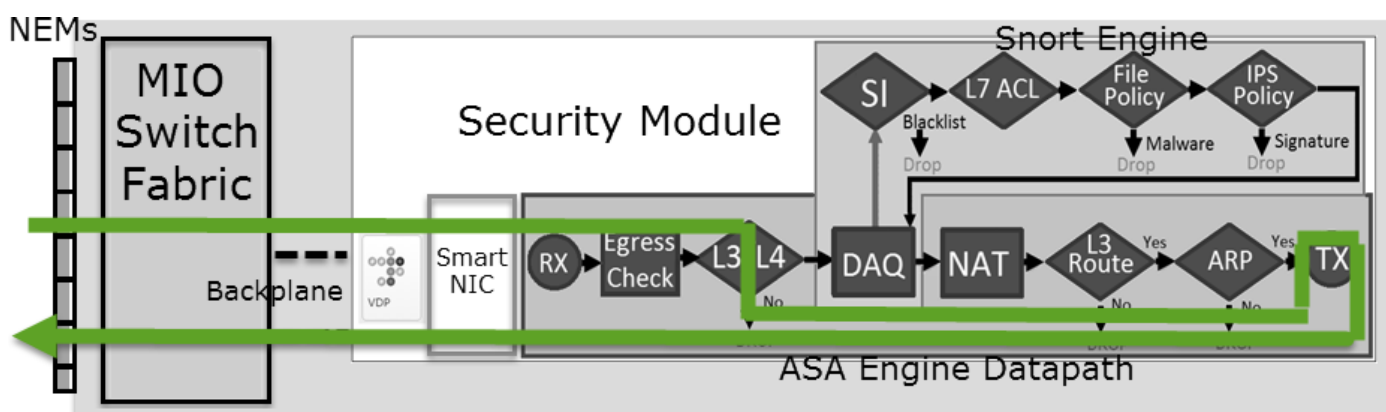 NEMs
MIO
Switch
Fabric
Backplane
VDP
Smart
NIC
Security Module
Snort Engine
SI
L7 ACL
File
Policy
IPS
Policy
Blacklist
Malware
Signature
Drop
Drop
Drop
RX
Egress
Check
L3 L4
No
DAQ
NAT
L3
Route
Yes
No
ARP
Yes
No
TX
ASA Engine Datapath